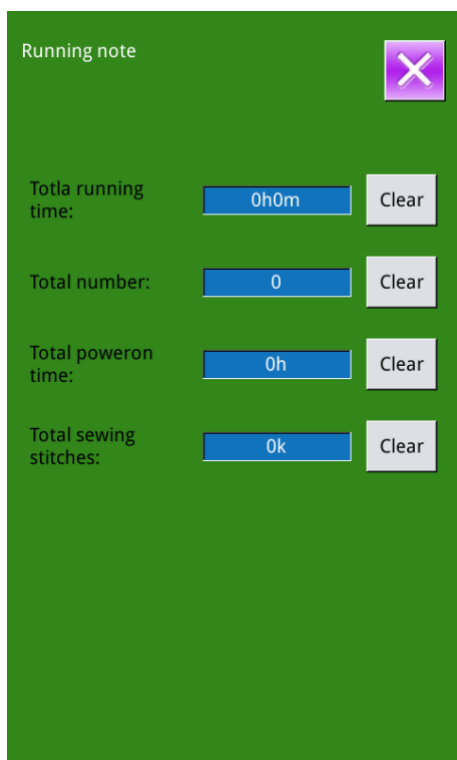 Running note
Totla running
time:
0h0m
Clear
Total number:
0
Clear
Total poweron
time:
0h
Clear
Total sewing
stitches:
0k
Clear